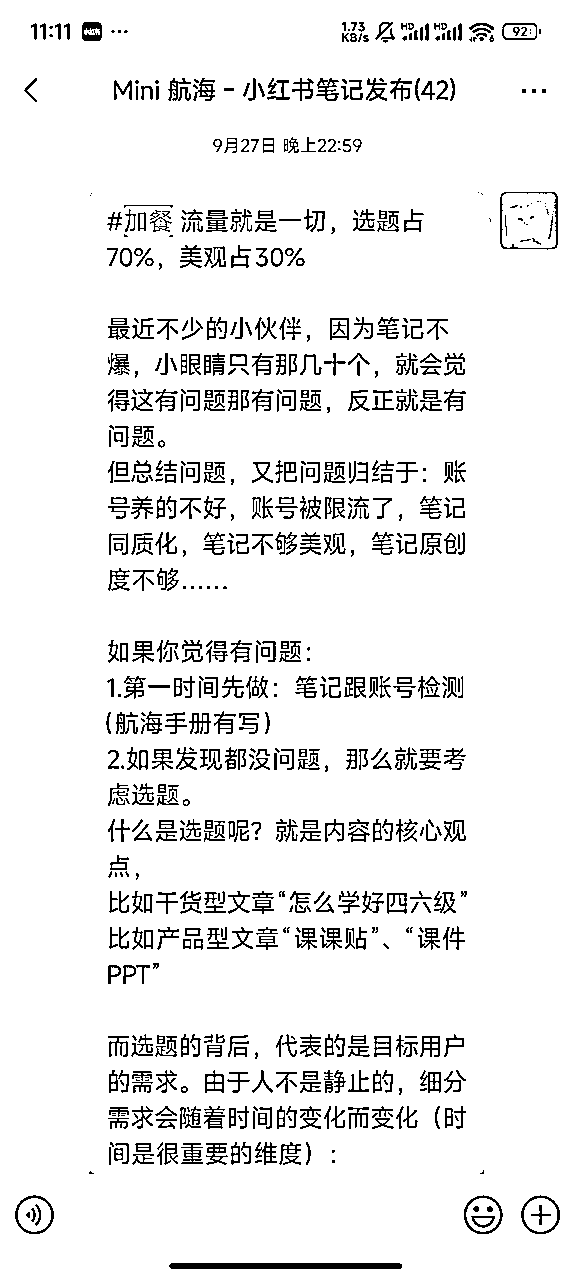 11:11 小红书 ··· 1.73 KB/s HD HD 92
Mini 航海 - 小红书笔记发布(42) ···
9月27日 晚上22:59
#加餐 流量就是一切，选题占
70%，美观占30%
最近不少的小伙伴，因为笔记不
爆，小眼睛只有那几十个，就会觉
得这有问题那有问题，反正就是有
问题。
但总结问题，又把问题归结于：账
号养的不好，账号被限流了，笔记
同质化，笔记不够美观，笔记原创
度不够......
如果你觉得有问题：
1.第一时间先做：笔记跟账号检测
(航海手册有写)
2.如果发现都没问题，那么就要考
虑选题。
什么是选题呢？就是内容的核心观
点，
比如干货型文章“怎么学好四六级”
比如产品型文章“课课贴”、“课件
PPT”
而选题的背后，代表的是目标用户
的需求。由于人不是静止的，细分
需求会随着时间的变化而变化（时
间是很重要的维度）: